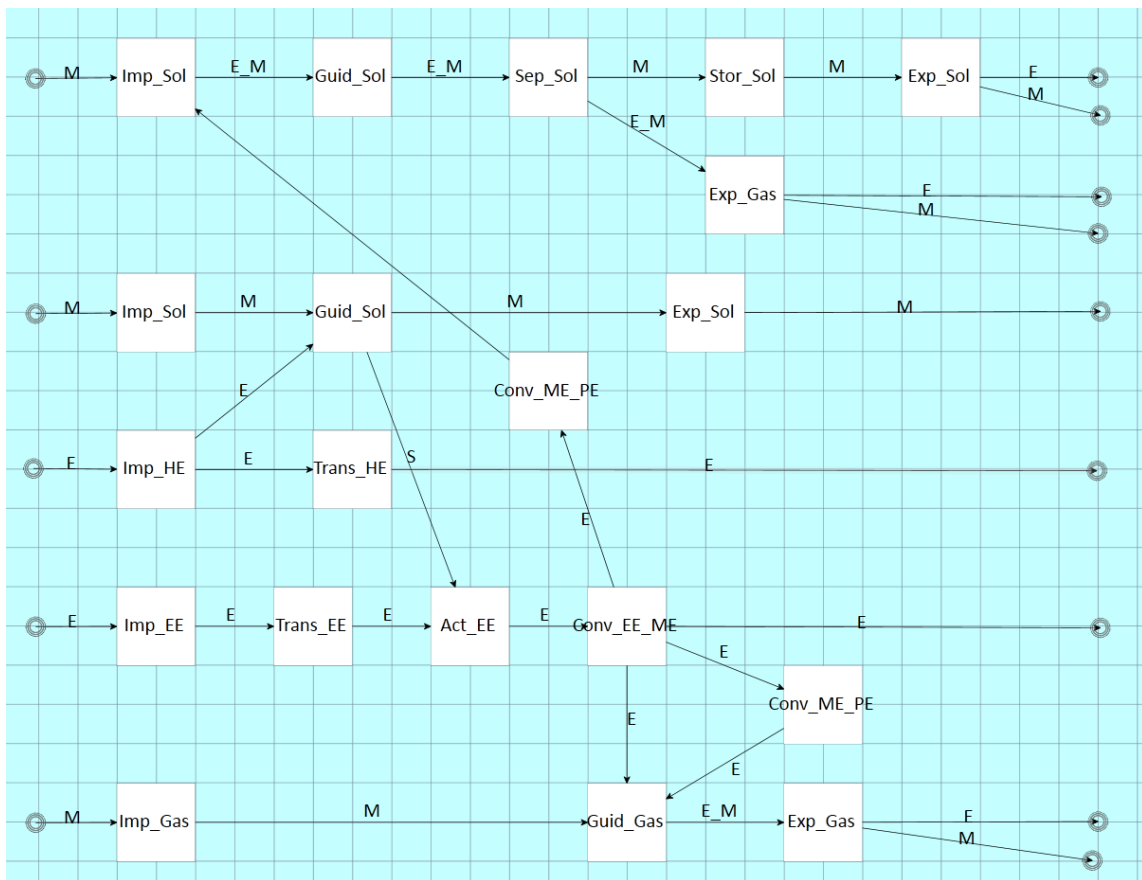 M Imp_Sol E_M Guid_Sol E_M Sep_Sol M Stor_Sol M Exp_Sol E
M
E_M
Exp_Gas E
M
M Imp_Sol M Guid_Sol M Exp_Sol M
E
Conv_ME_PE
E Imp_HE E Trans_HE S E
E
E Imp_EE E Trans_EE E Act_EE E Conv_EE_ME E
E
Conv_ME_PE
E
E
M Imp_Gas M Guid_Gas E_M Exp_Gas E
M